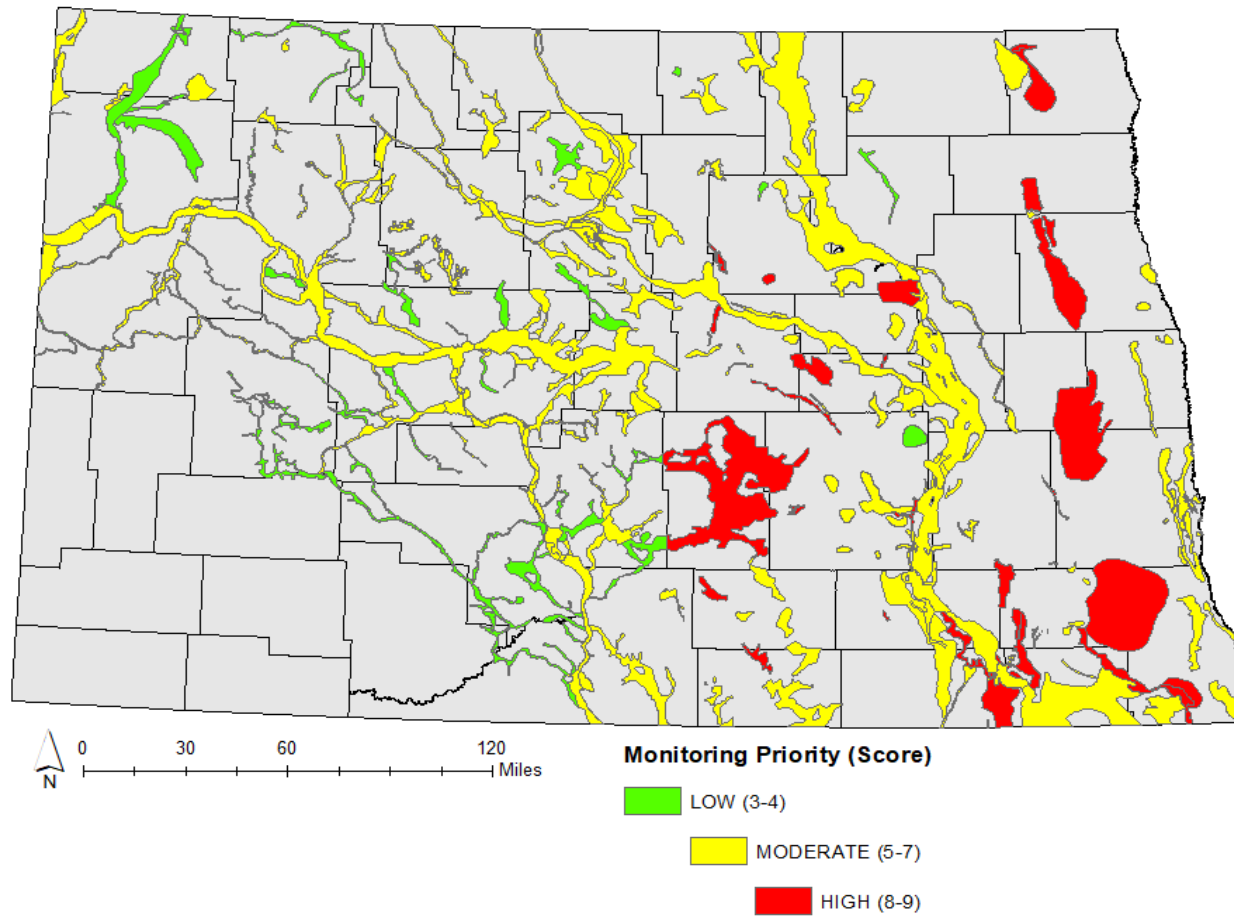 0 30 60 120
Miles
N
Monitoring Priority (Score)
LOW (3-4)
MODERATE (5-7)
HIGH (8-9)